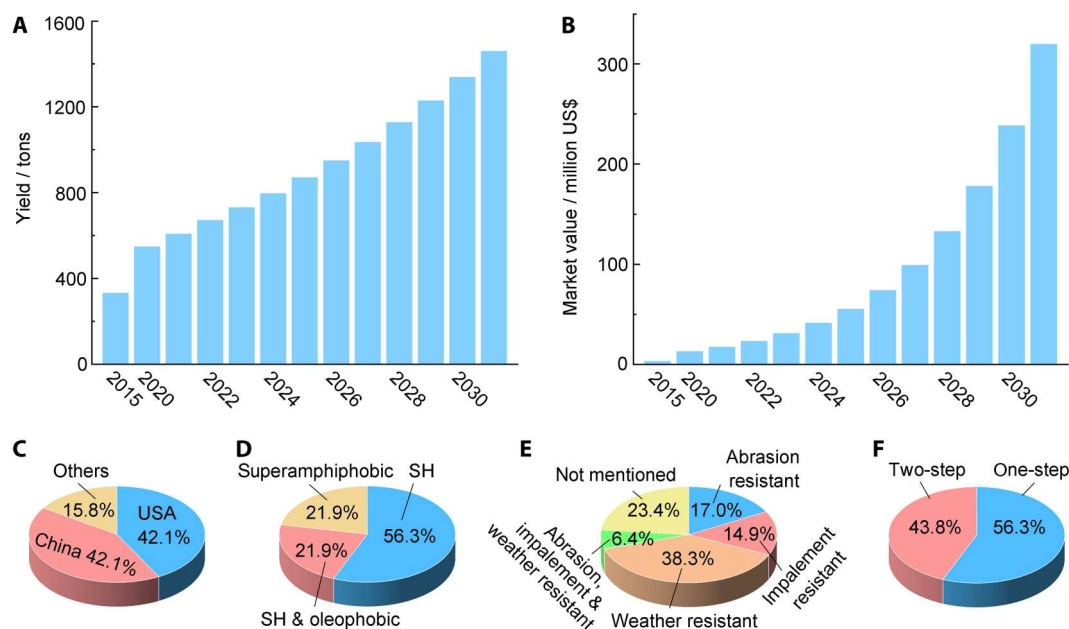 A
Yield / tons
1600
1200
800
400
0
2015
2020
2022
2024
2026
2028
2030
B
Market value / million US$
300
200
100
0
2015
2020
2022
2024
2026
2028
2030
C
Others
15.8%
USA
42.1%
China 42.1%
D
Superamphiphobic
SH
21.9%
56.3%
21.9%
SH & oleophobic
E
Not mentioned
Abrasion
resistant
23.4%
17.0%
6.4%
14.9%
38.3%
Abrasion,
impalement &
weather resistant
Weather resistant
Impalement
resistant
F
Two-step
One-step
43.8%
56.3%